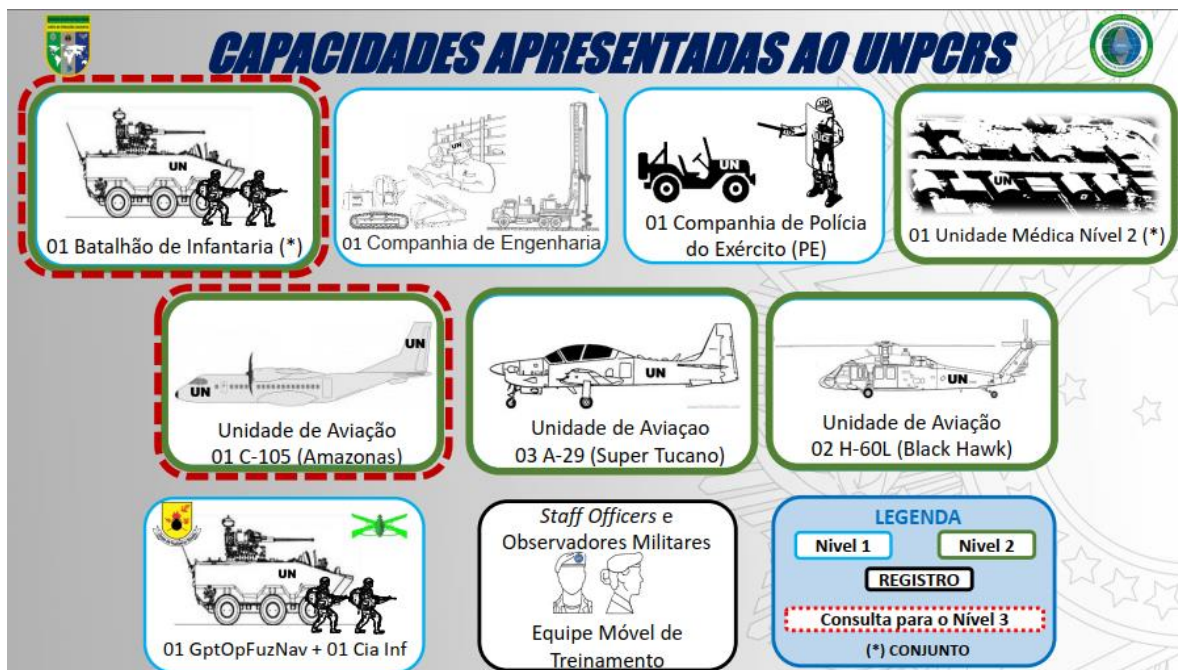 CAPACIDADES APRESENTADAS AO UNPCRS
UN
01 Batalhão de Infantaria (*)
UN
01 Companhia de Engenharia
UN
UN
01 Companhia de Polícia
do Exército (PE)
UN
01 Unidade Médica Nível 2 (*)
UN
UN
Unidade de Aviação
01 C-105 (Amazonas)
UN
Unidade de Aviaçao
03 A-29 (Super Tucano)
UN
Unidade de Aviação
02 H-60L (Black Hawk)
UN
01 GptOpFuzNav + 01 Cia Inf
Staff Officers e
Observadores Militares
Equipe Móvel de
Treinamento
LEGENDA
Nivel 1
Nivel 2
REGISTRO
Consulta para o Nível 3
(*) CONJUNTO